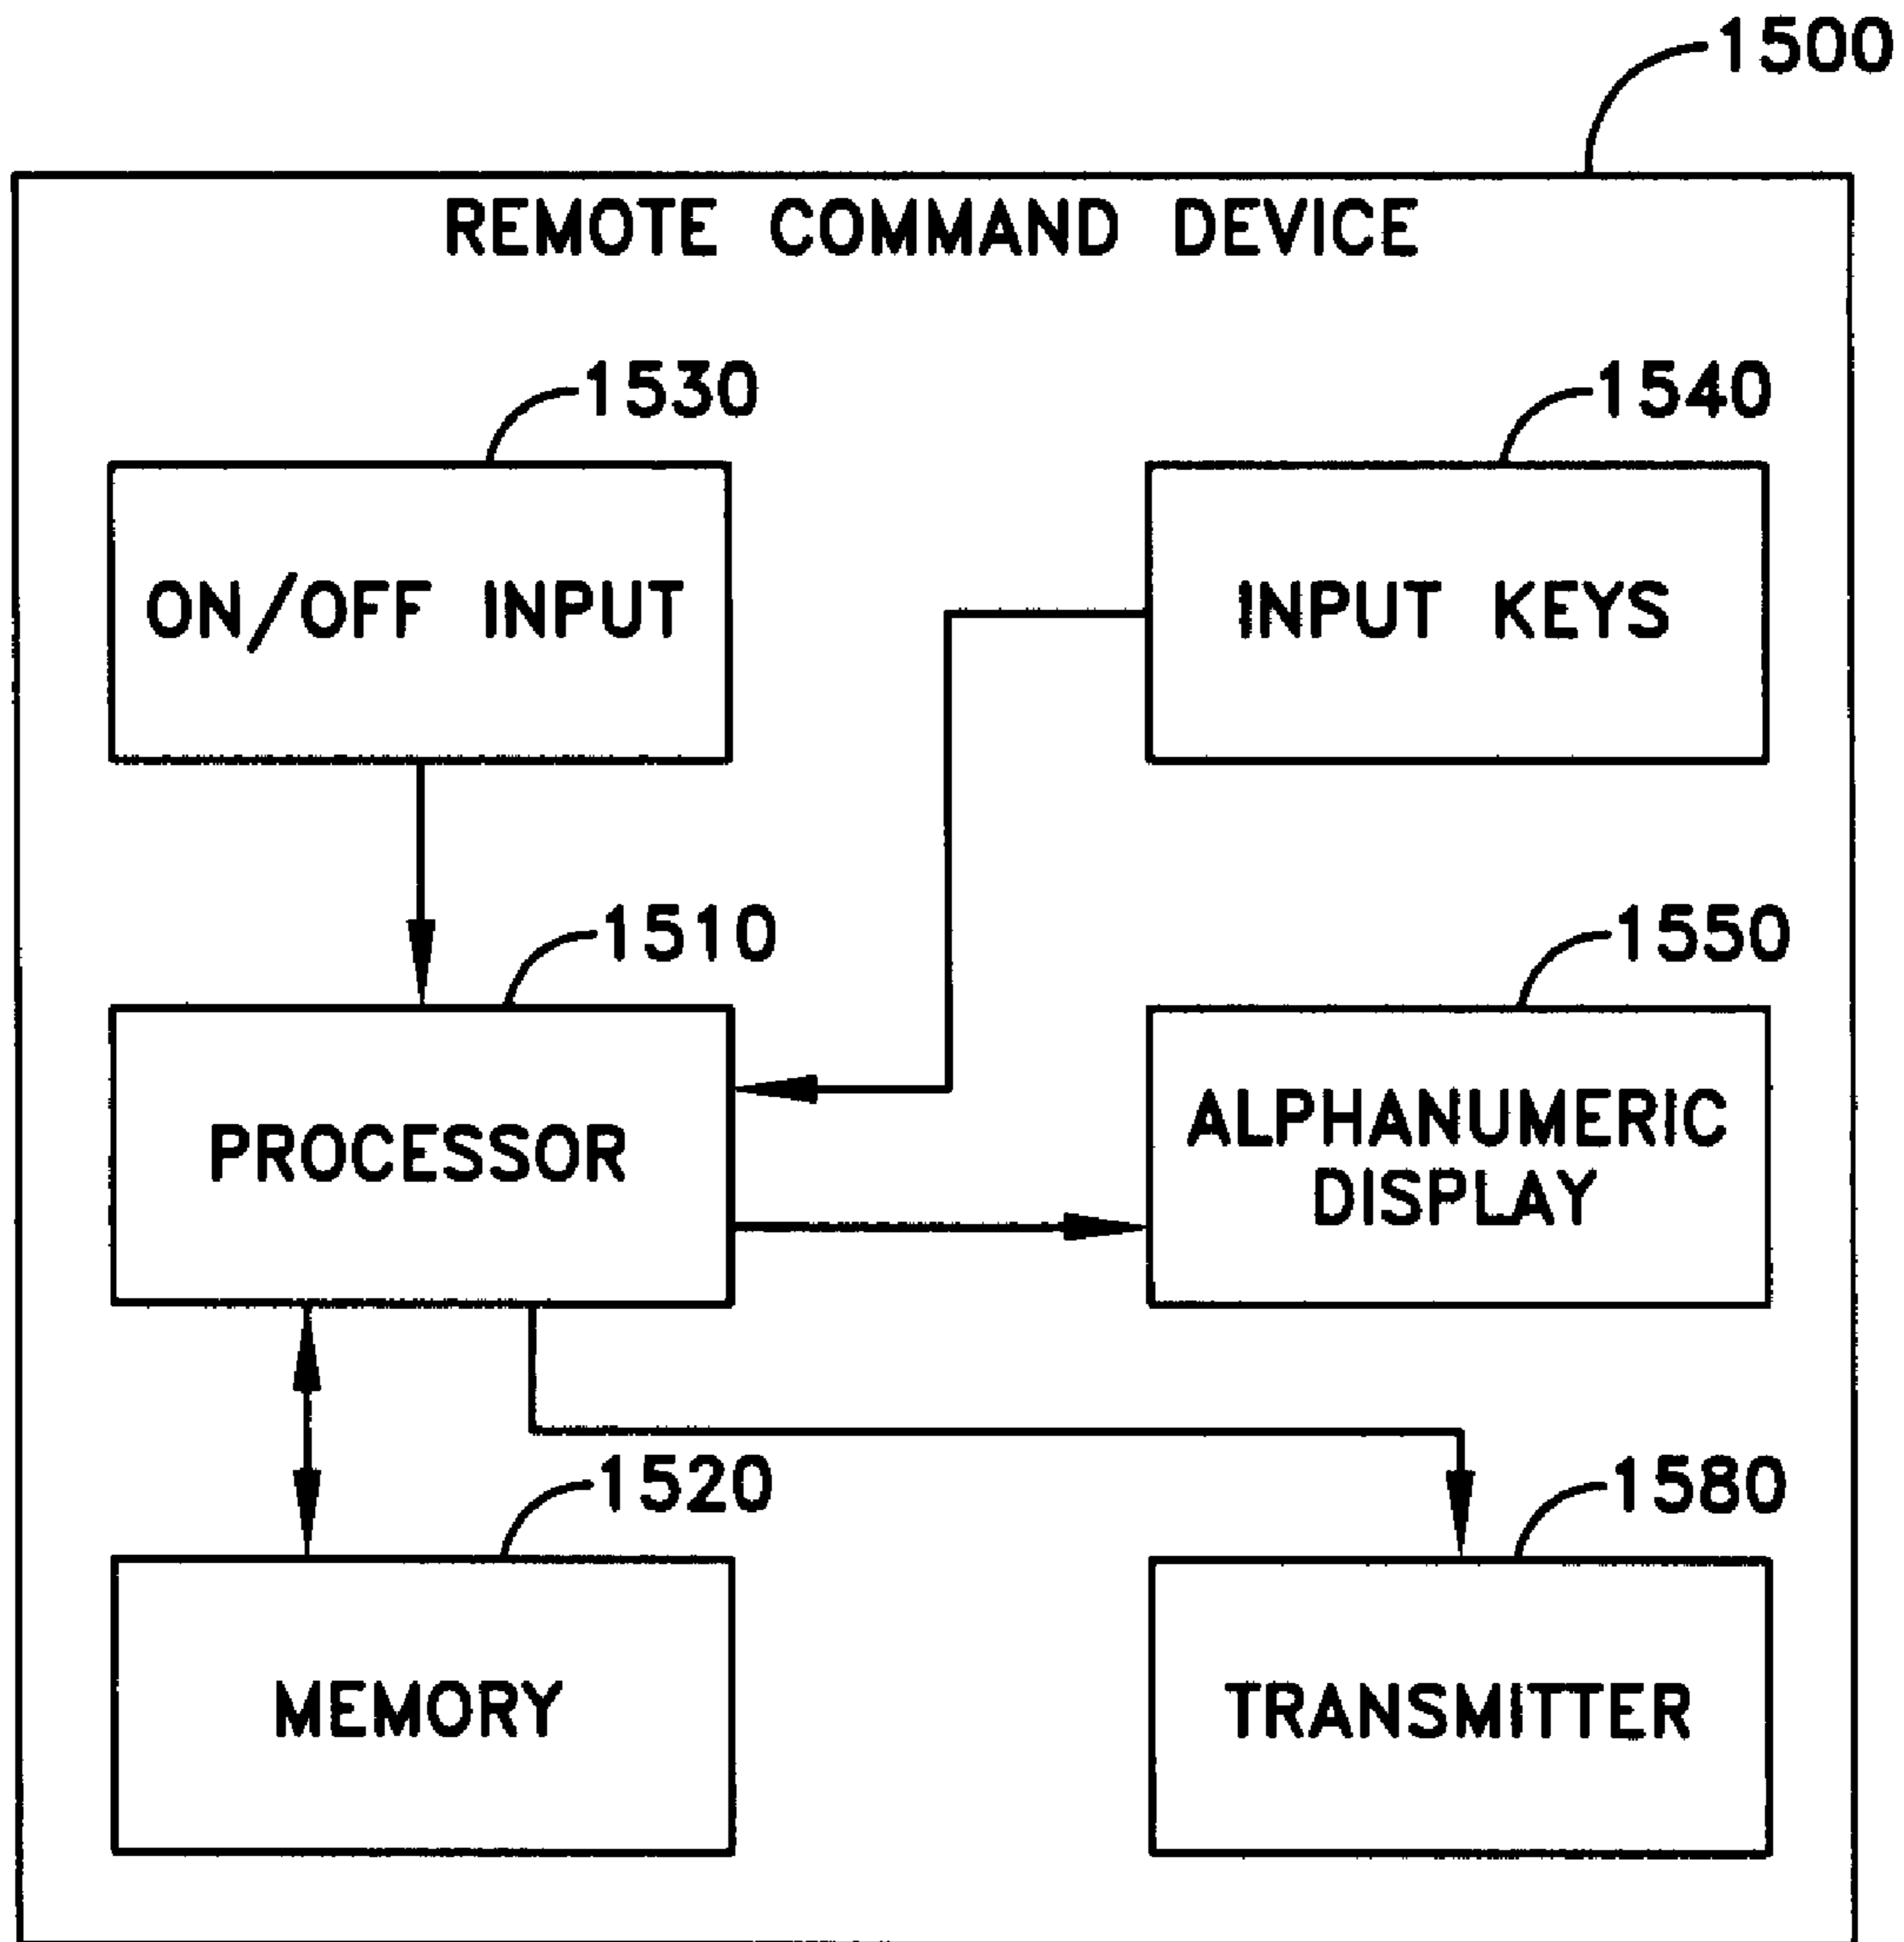 1500
REMOTE COMMAND DEVICE
1530
1540
ON/OFF INPUT
INPUT KEYS
1510
1550
PROCESSOR
ALPHANUMERIC
DISPLAY
1520
1580
MEMORY
TRANSMITTER